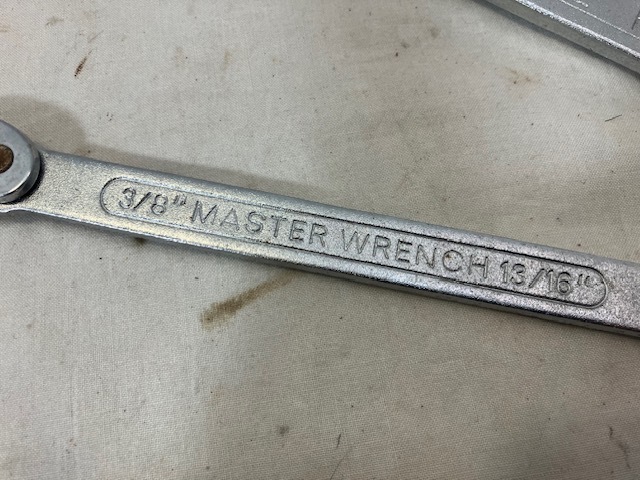 3/8" MASTER WRENCH 13/16"